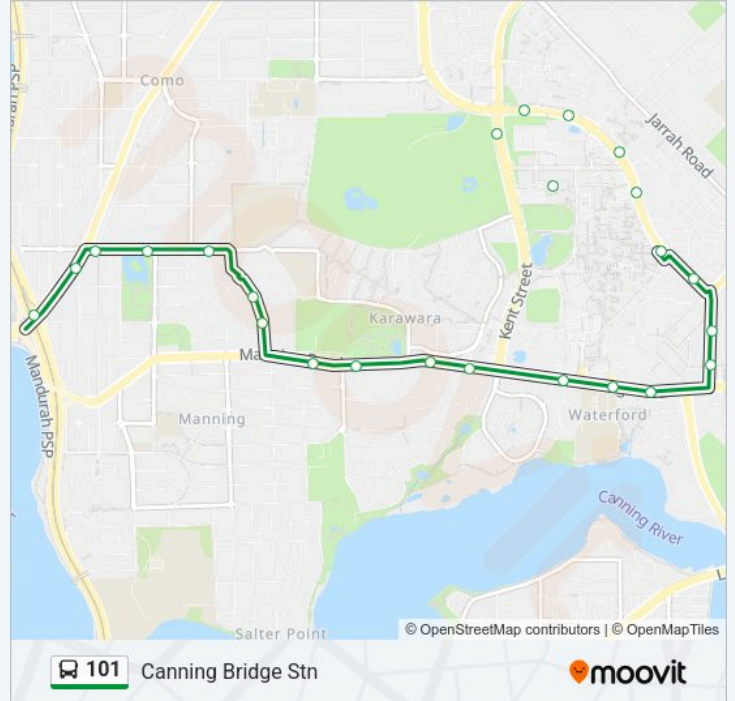 Como
Jarrah Road
Kent Street
Karawara
Mandurah PSP
Manning
Waterford
Canning River
Salter Point
© OpenStreetMap contributors | © OpenMapTiles
101 Canning Bridge Stn
moovit